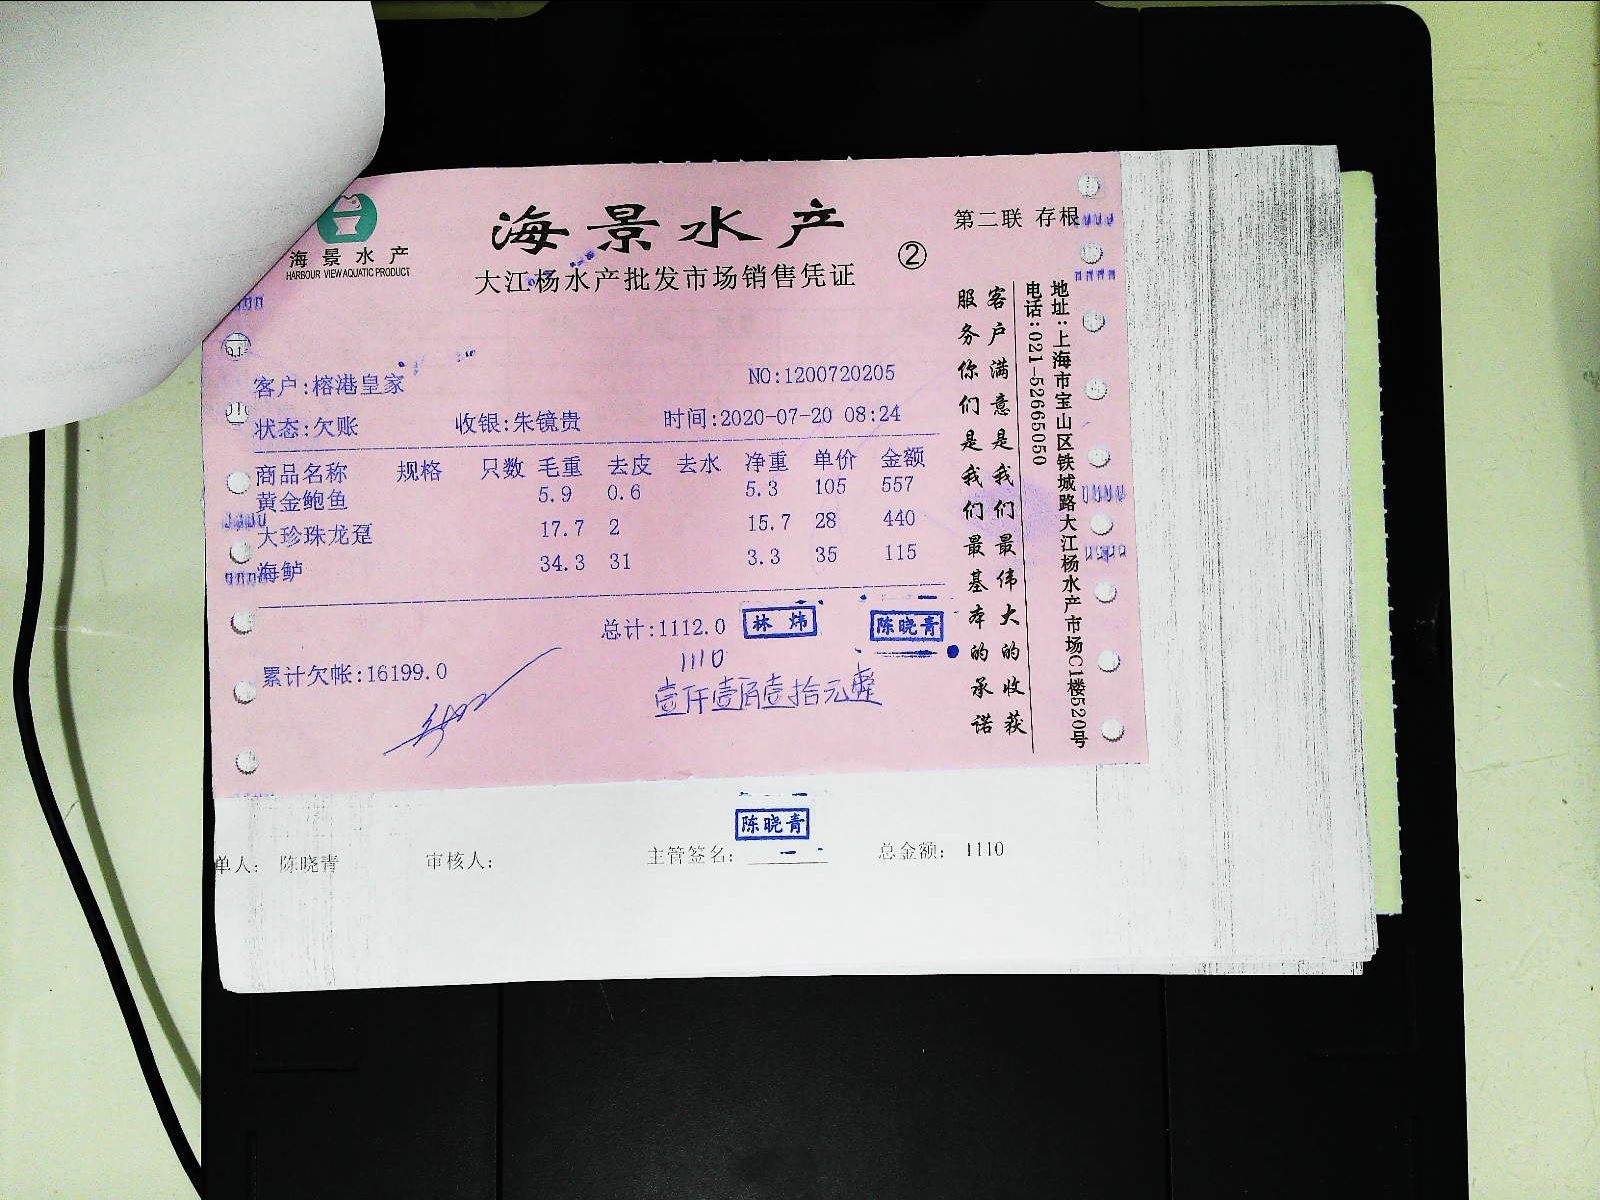 海景水产
HARBOUR VIEW AQUATIC PRODUCT
海景水产
大江杨水产批发市场销售凭证
②
第二联 存根
客户:榕港皇家
NO:1200720205
状态:欠账 收银:朱镜贵 时间:2020-07-20 08:24
商品名称 规格 只数 毛重 去皮 去水 净重 单价 金额
黄金鲍鱼 5.9 0.6 5.3 105 557
大珍珠龙趸 17.7 2 15.7 28 440
海鲈 34.3 31 3.3 35 115
总计:1112.0 林炜 陈晓青
1110
累计欠帐:16199.0
壹仟壹佰壹拾元整
客户满意是我们最伟大的收获
服务你们是我们最基本的承诺
地址:上海市宝山区铁城路大江杨水产市场C1楼520号
电话:021-52665050
陈晓青
单人: 陈晓青 审核人: 主管签名: 总金额: 1110